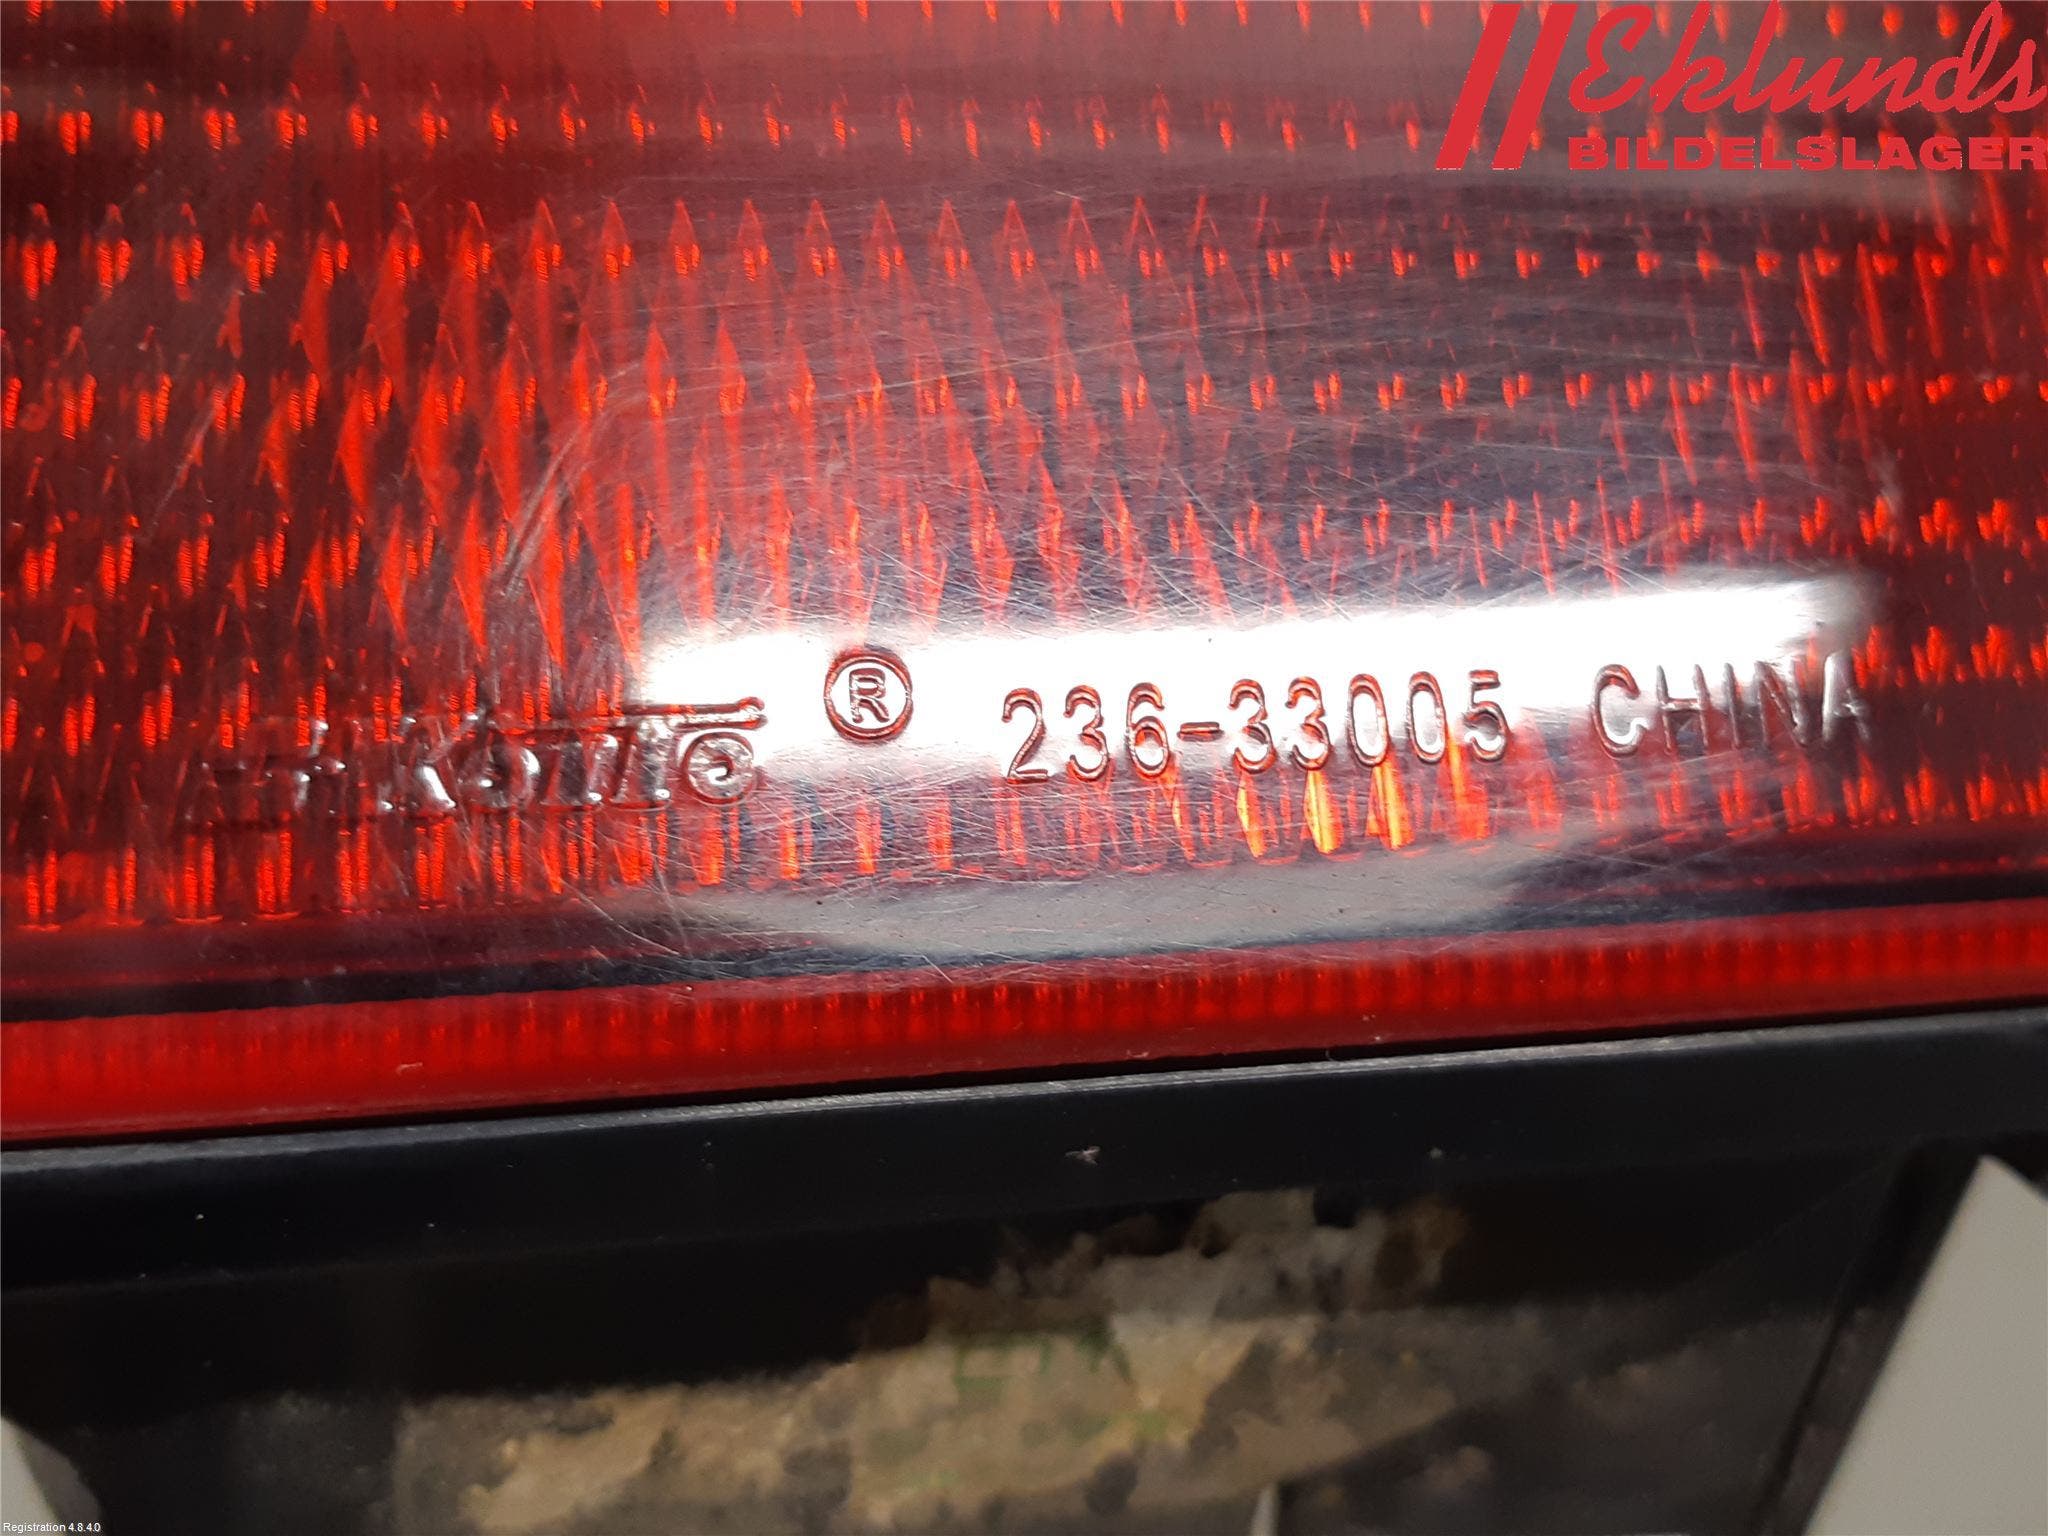 Eklunds
BILDELSLAGER
® 236-33005 CHINA
Registration 4.8.4.0